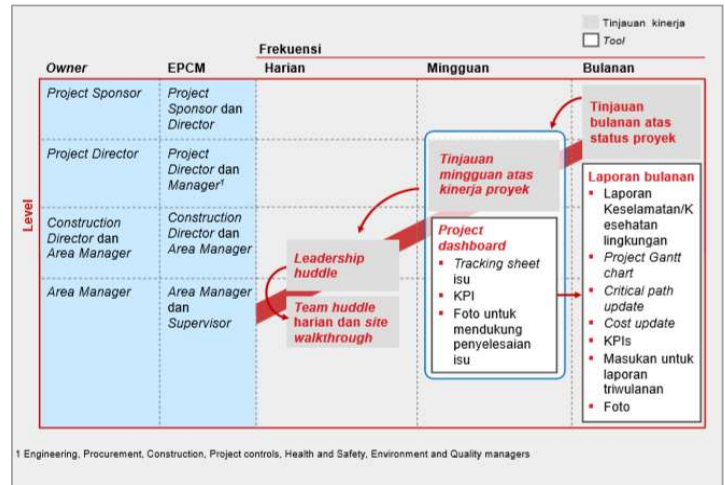 Tinjauan kinerja
Tool
Frekuensi
Owner
EPCM
Harian
Mingguan
Bulanan
Level
Project Sponsor
Project
Sponsor dan
Director
Project Director
Project
Director dan
Manager1
Construction
Director dan
Area Manager
Construction
Director dan
Area Manager
Area Manager
Area Manager
dan
Supervisor
Leadership
huddle
Team huddle
harian dan site
walkthrough
Tinjauan
mingguan atas
kinerja proyek
Project
dashboard
▪ Tracking sheet
isu
▪ KPI
▪ Foto untuk
mendukung
penyelesaian
isu
Tinjauan
bulanan atas
status proyek
Laporan bulanan
▪ Laporan
Keselamatan/K
esehatan
lingkungan
▪ Project Gantt
chart
▪ Critical path
update
▪ Cost update
▪ KPIs
▪ Masukan untuk
laporan
triwulanan
▪ Foto
1 Engineering, Procurement, Construction, Project controls, Health and Safety, Environment and Quality managers